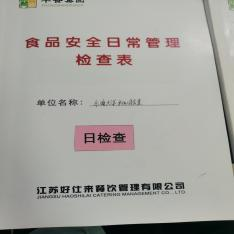 食品安全日常管理
检查表
单位名称：
日检查
江苏好仕来餐饮管理有限公司
JIANGSU HAOSHILAI CATERING MANAGEMENT CO., LTD.